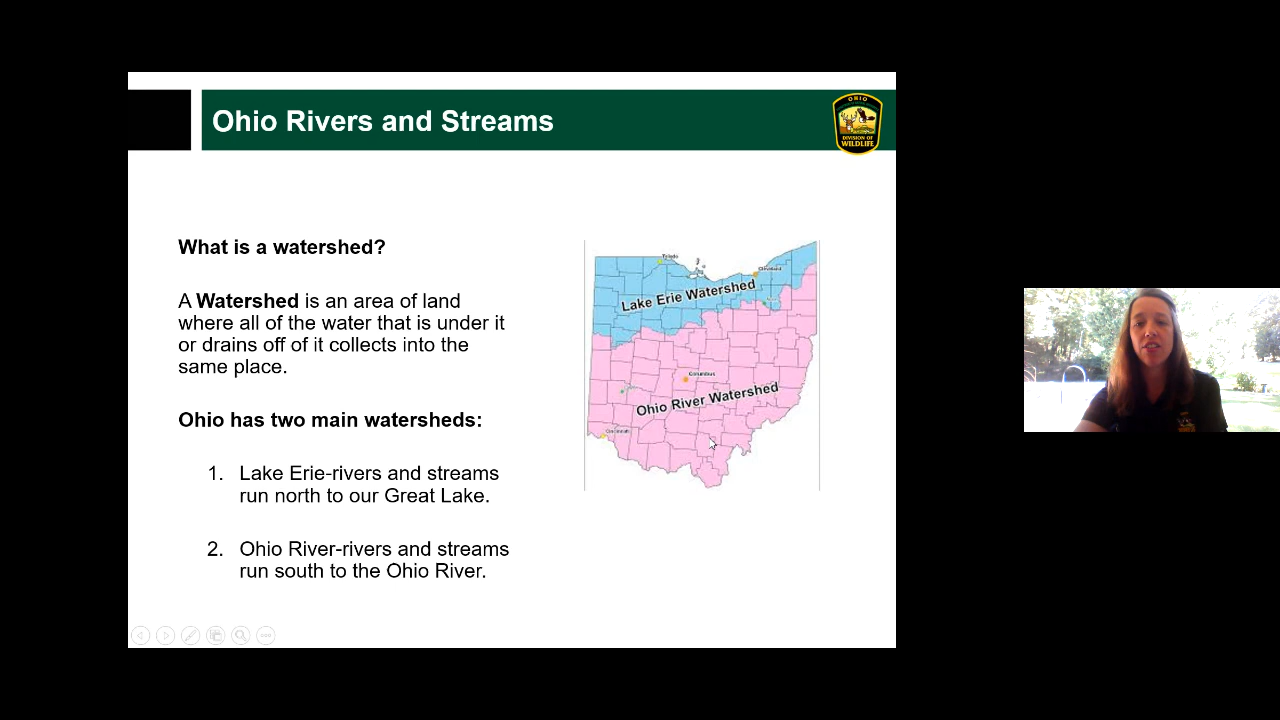 Ohio Rivers and Streams
OHIO
DIVISION OF
WILDLIFE
What is a watershed?
A Watershed is an area of land
where all of the water that is under it
or drains off of it collects into the
same place.
Ohio has two main watersheds:
1. Lake Erie-rivers and streams
run north to our Great Lake.
2. Ohio River-rivers and streams
run south to the Ohio River.
Toledo
Cleveland
Lake Erie Watershed
Columbus
Ohio River Watershed
Cincinnati